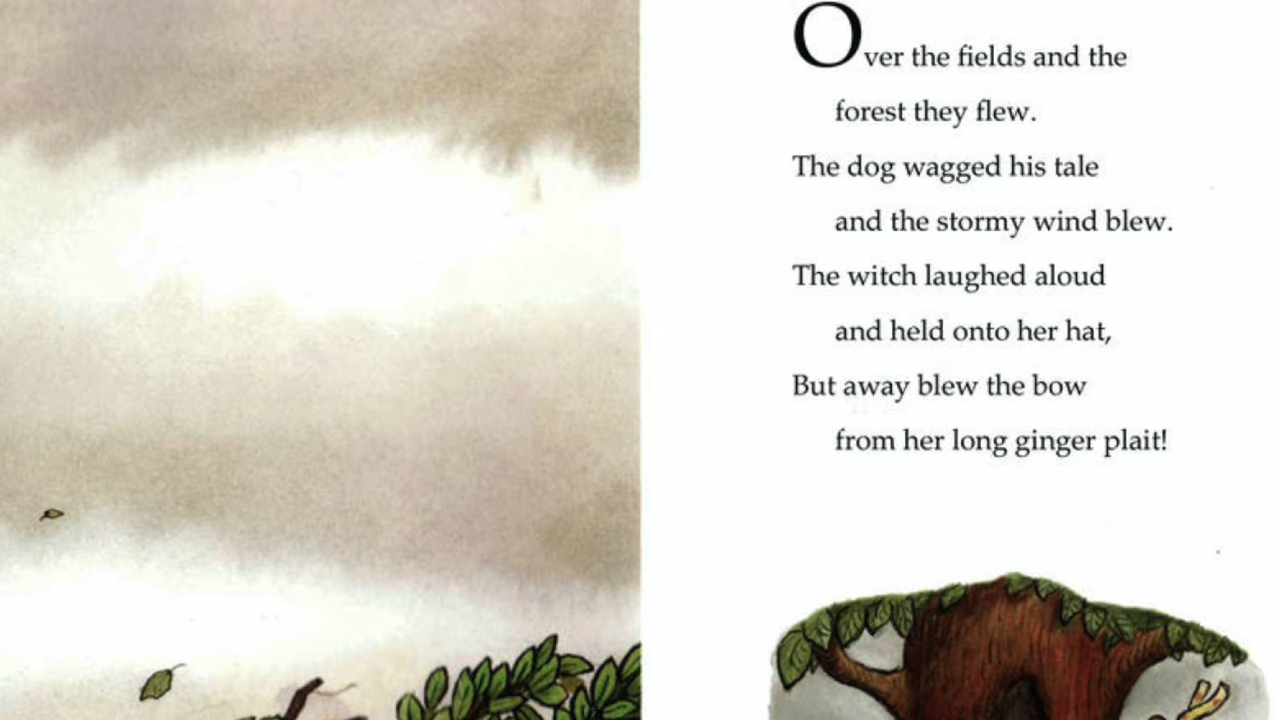 Over the fields and the
forest they flew.
The dog wagged his tale
and the stormy wind blew.
The witch laughed aloud
and held onto her hat,
But away blew the bow
from her long ginger plait!